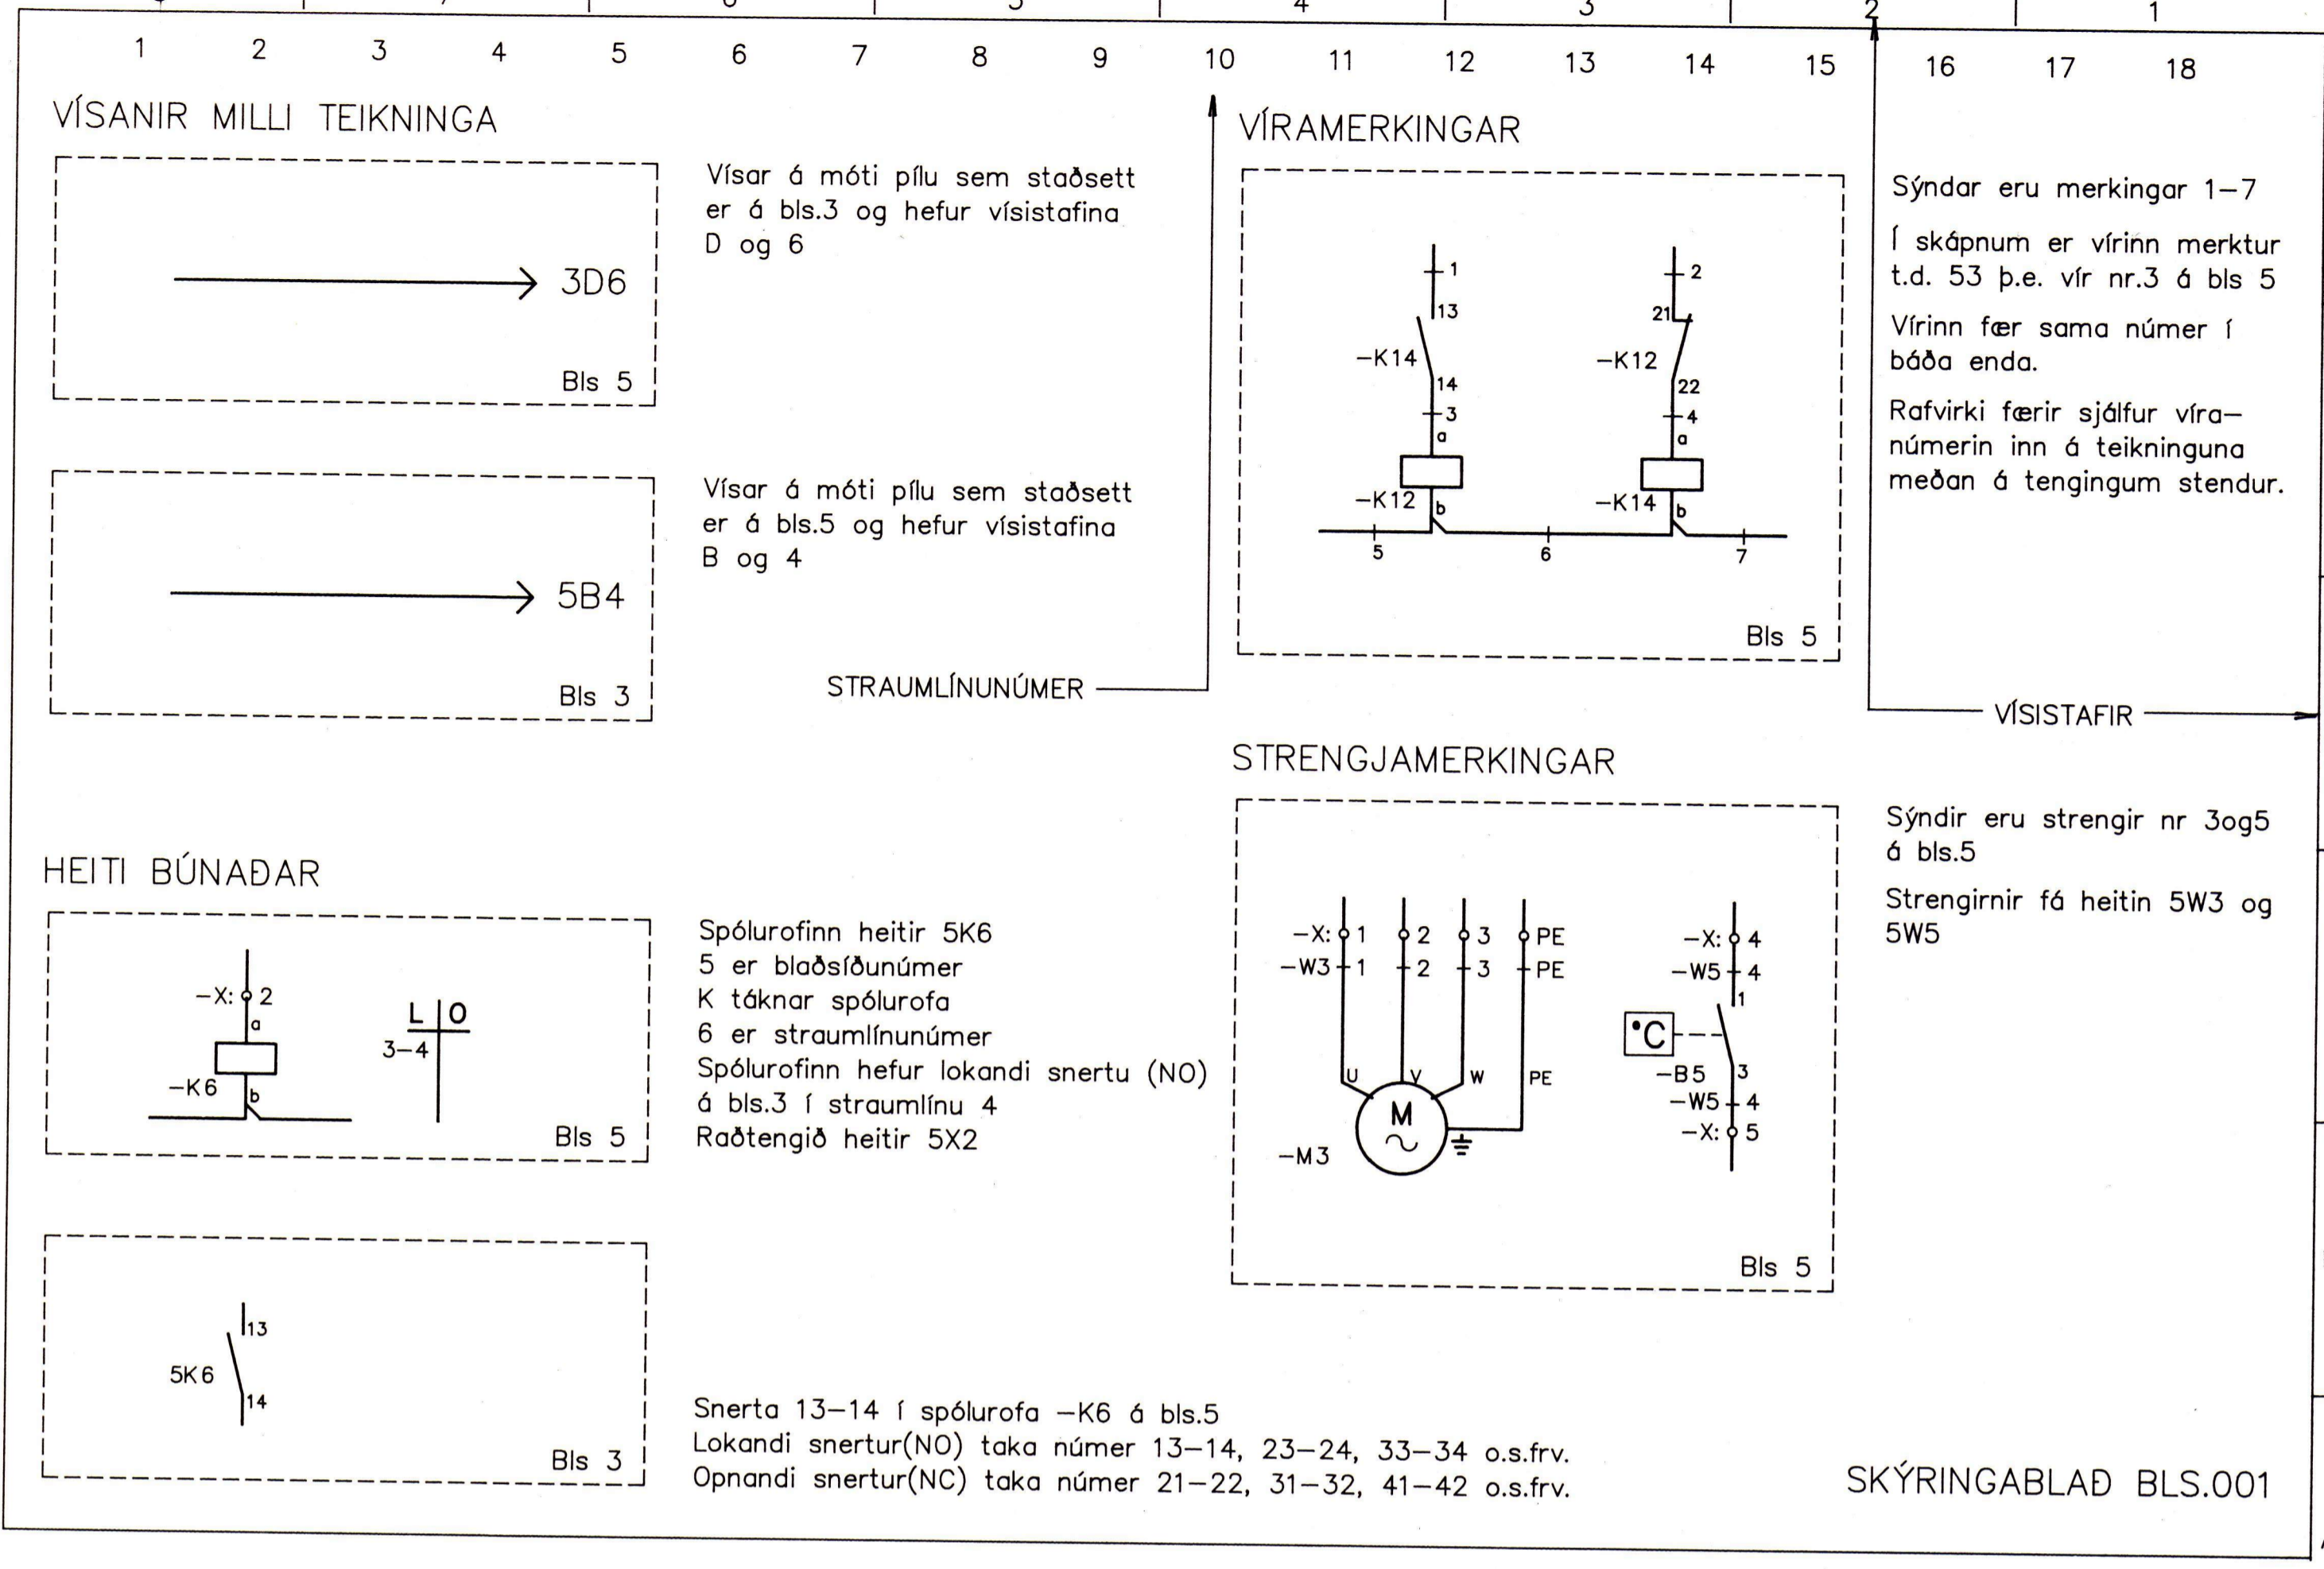 4 3 2 1
1 2 3 4 5 6 7 8 9 10 11 12 13 14 15 16 17 18
VÍSANIR MILLI TEIKNINGA
3D6
Bls 5
Vísar á móti pílu sem staðsett
er á bls.3 og hefur vísistafina
D og 6
5B4
Bls 3
Vísar á móti pílu sem staðsett
er á bls.5 og hefur vísistafina
B og 4
STRAUMLÍNUNÚMER
HEITI BÚNAÐAR
-X: 2
a
-K6
b
L O
3-4
Bls 5
Spólurofinn heitir 5K6
5 er blaðsíðunúmer
K táknar spólurofa
6 er straumlínunúmer
Spólurofinn hefur lokandi snertu (NO)
á bls.3 í straumlínu 4
Raðtengið heitir 5X2
13
5K6
14
Bls 3
Snerta 13-14 í spólurofa -K6 á bls.5
Lokandi snertur(NO) taka númer 13-14, 23-24, 33-34 o.s.frv.
Opnandi snertur(NC) taka númer 21-22, 31-32, 41-42 o.s.frv.
VÍRAMERKINGAR
1
13
-K14
14
3
a
-K12
b
2
21
-K12
22
4
a
-K14
b
5 6 7
Bls 5
Sýndar eru merkingar 1-7
Í skápnum er vírinn merktur
t.d. 53 þ.e. vír nr.3 á bls 5
Vírinn fær sama númer í
báða enda.
Rafvirki færir sjálfur víra-
númerin inn á teikninguna
meðan á tengingum stendur.
VÍSISTAFIR
STRENGJAMERKINGAR
-X: 1 2 3 PE
-W3 1 2 3 PE
U V W PE
M
-M3
-X: 4
-W5 4
1
°C
-B5 3
-W5 4
-X: 5
Bls 5
Sýndir eru strengir nr 3og5
á bls.5
Strengirnir fá heitin 5W3 og
5W5
SKÝRINGABLAÐ BLS.001